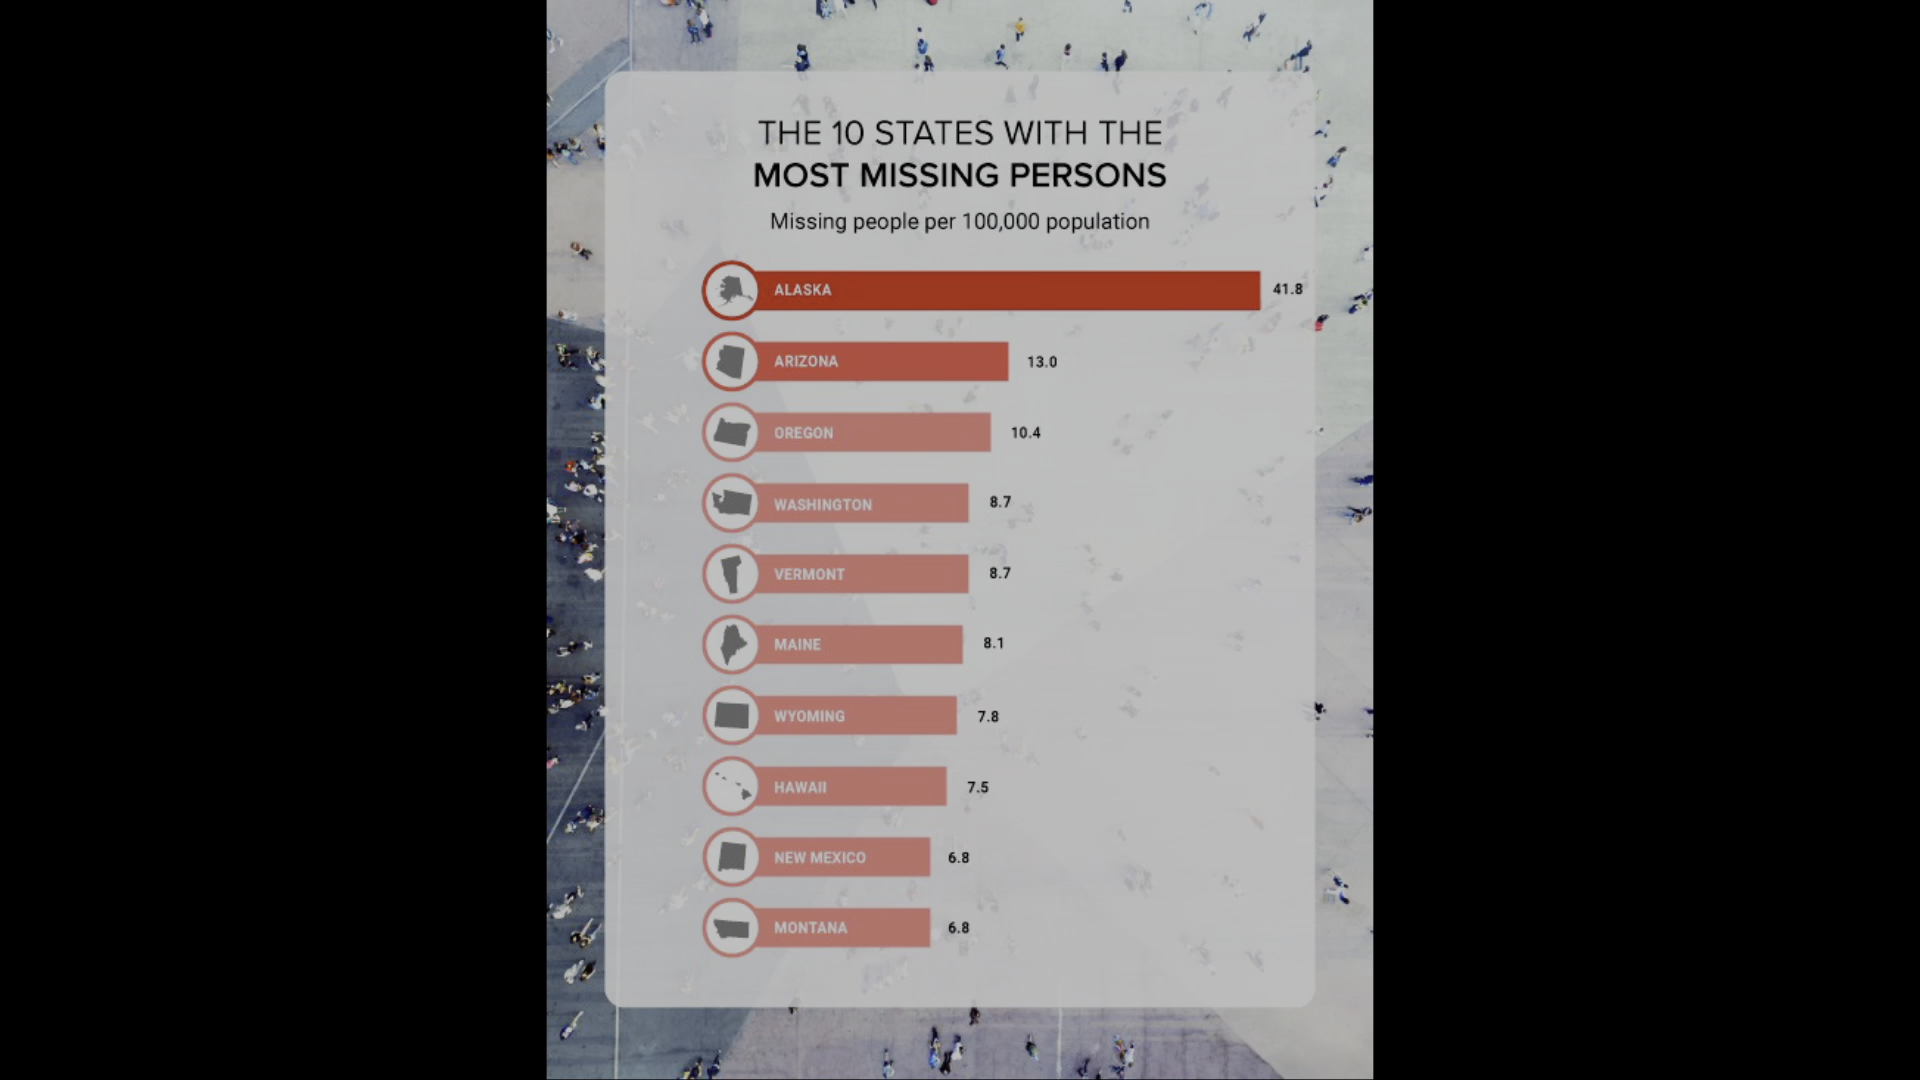 THE 10 STATES WITH THE
MOST MISSING PERSONS
Missing people per 100,000 population
ALASKA 41.8
ARIZONA 13.0
OREGON 10.4
WASHINGTON 8.7
VERMONT 8.7
MAINE 8.1
WYOMING 7.8
HAWAII 7.5
NEW MEXICO 6.8
MONTANA 6.8